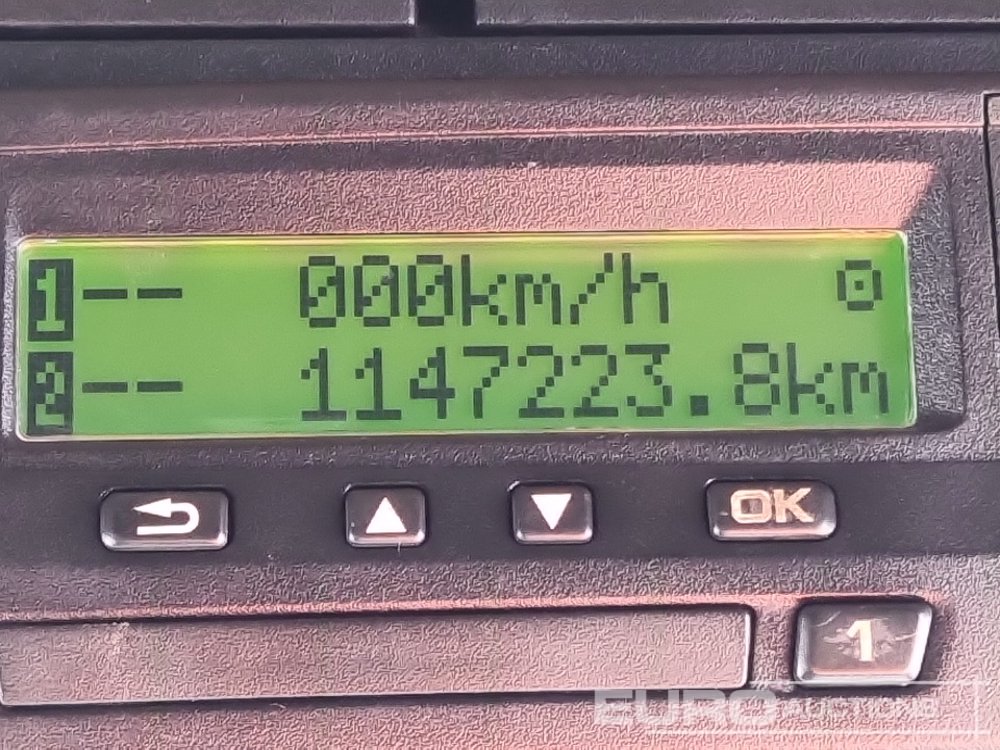 1-- 000km/h
2-- 1147223.8km
OK
1
EURO AUCTIONS